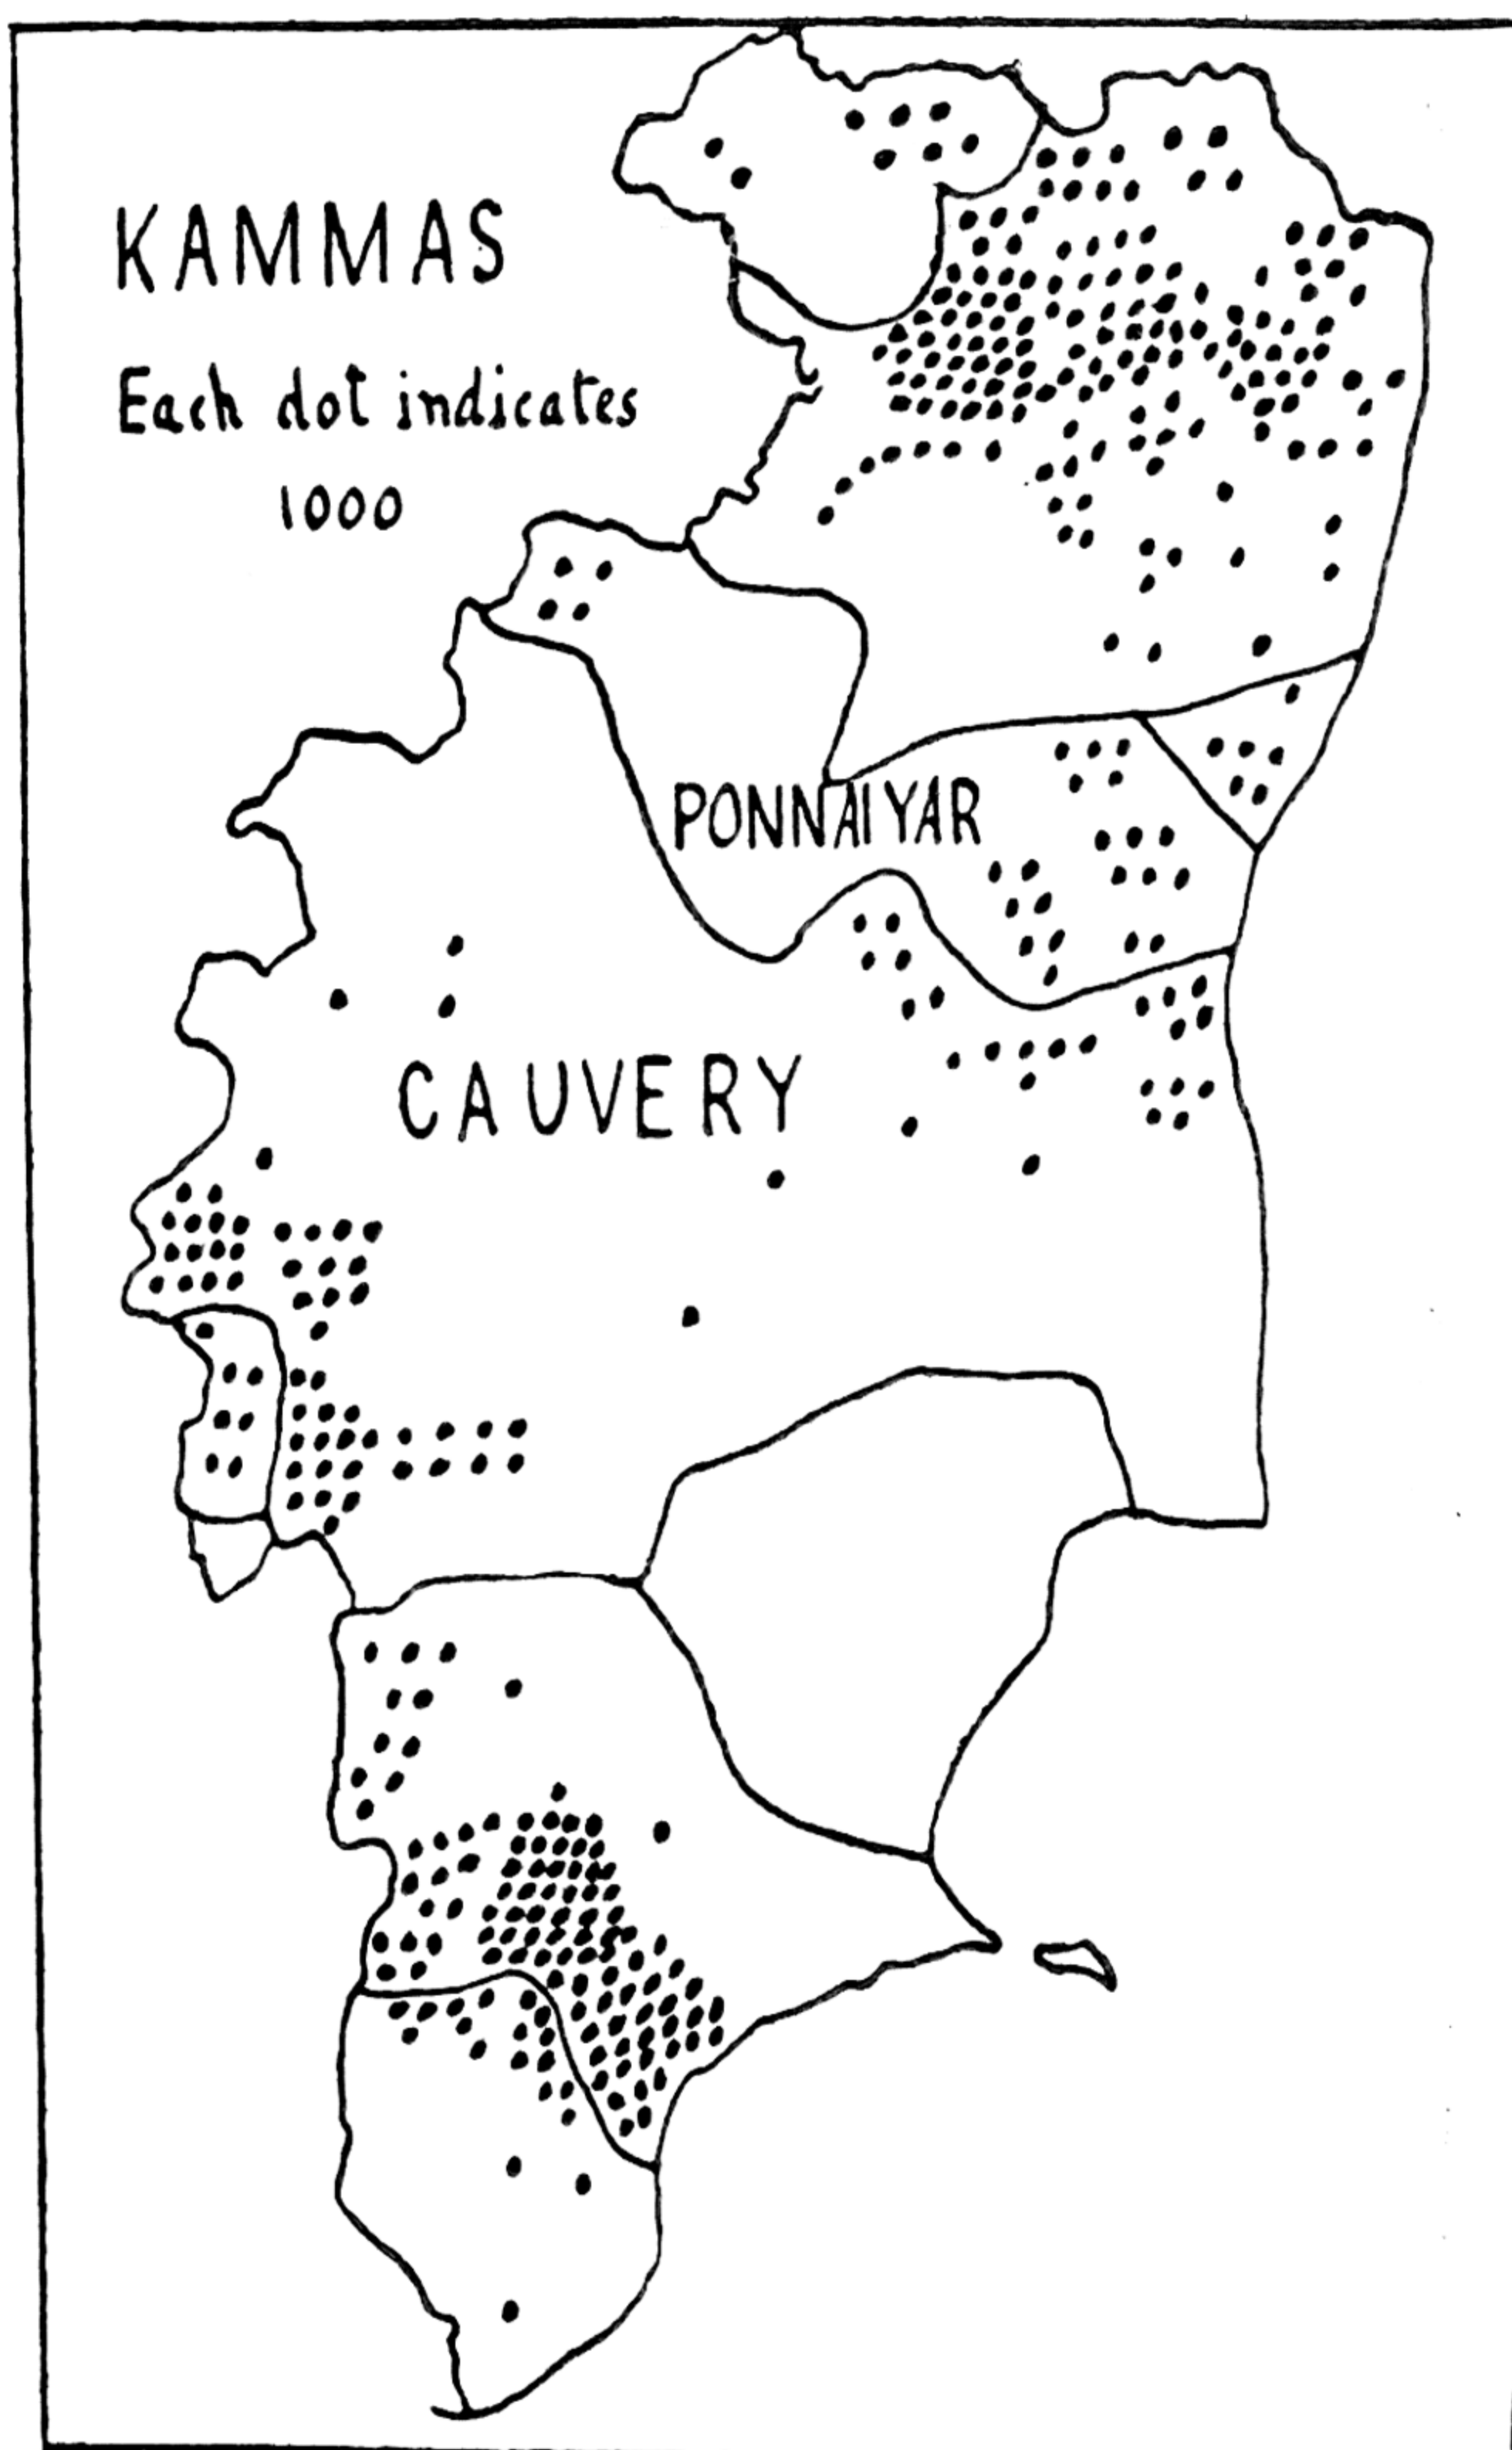 KAMMAS
Each dot indicates
1000
PONNAIYAR
CAUVERY